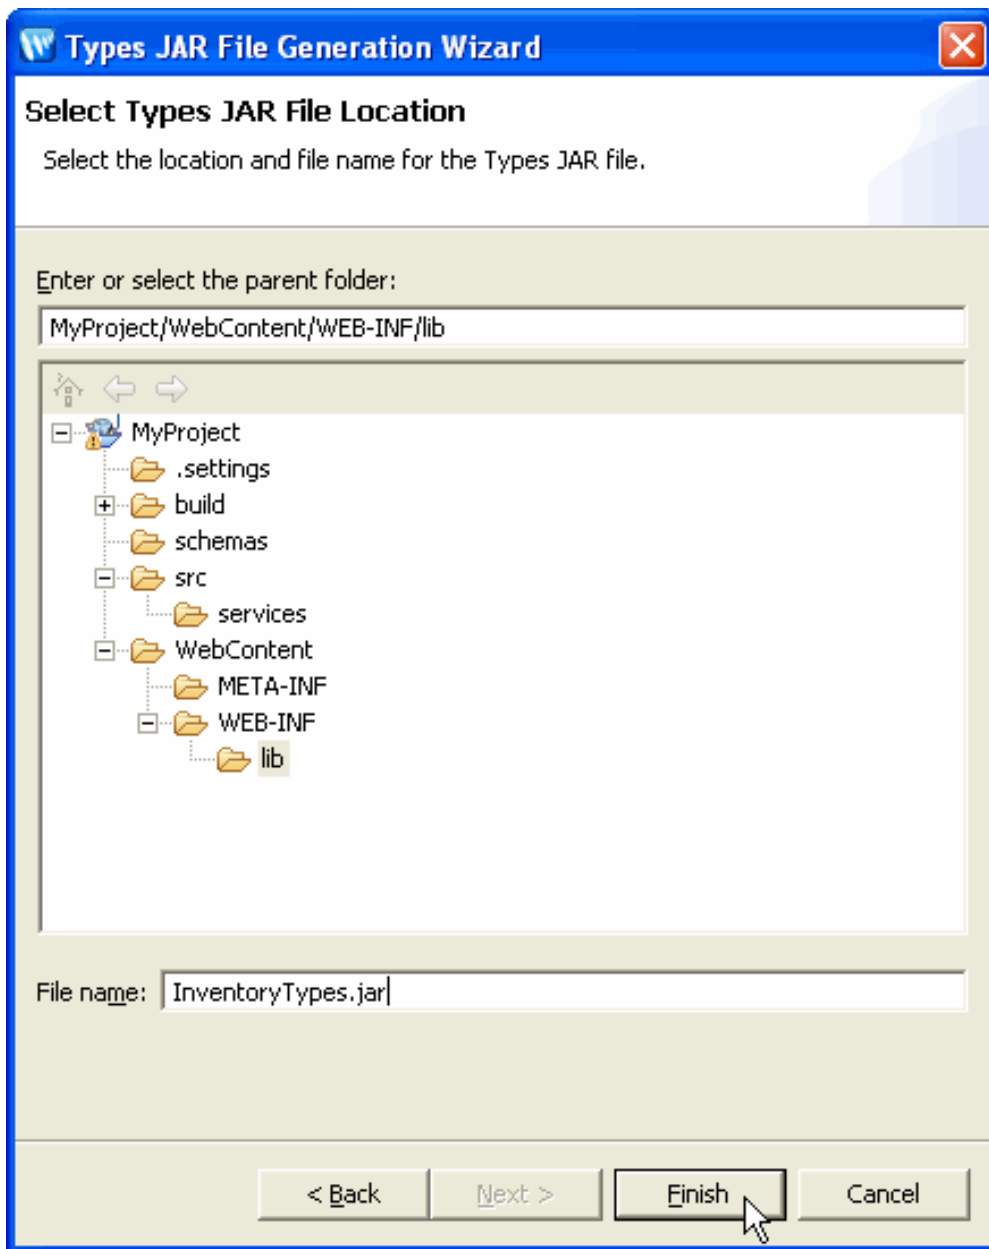 Types JAR File Generation Wizard
Select Types JAR File Location
Select the location and file name for the Types JAR file.
Enter or select the parent folder:
MyProject/WebContent/WEB-INF/lib
MyProject
.settings
build
schemas
src
services
WebContent
META-INF
WEB-INF
lib
File name: InventoryTypes.jar
< Back Next > Finish Cancel